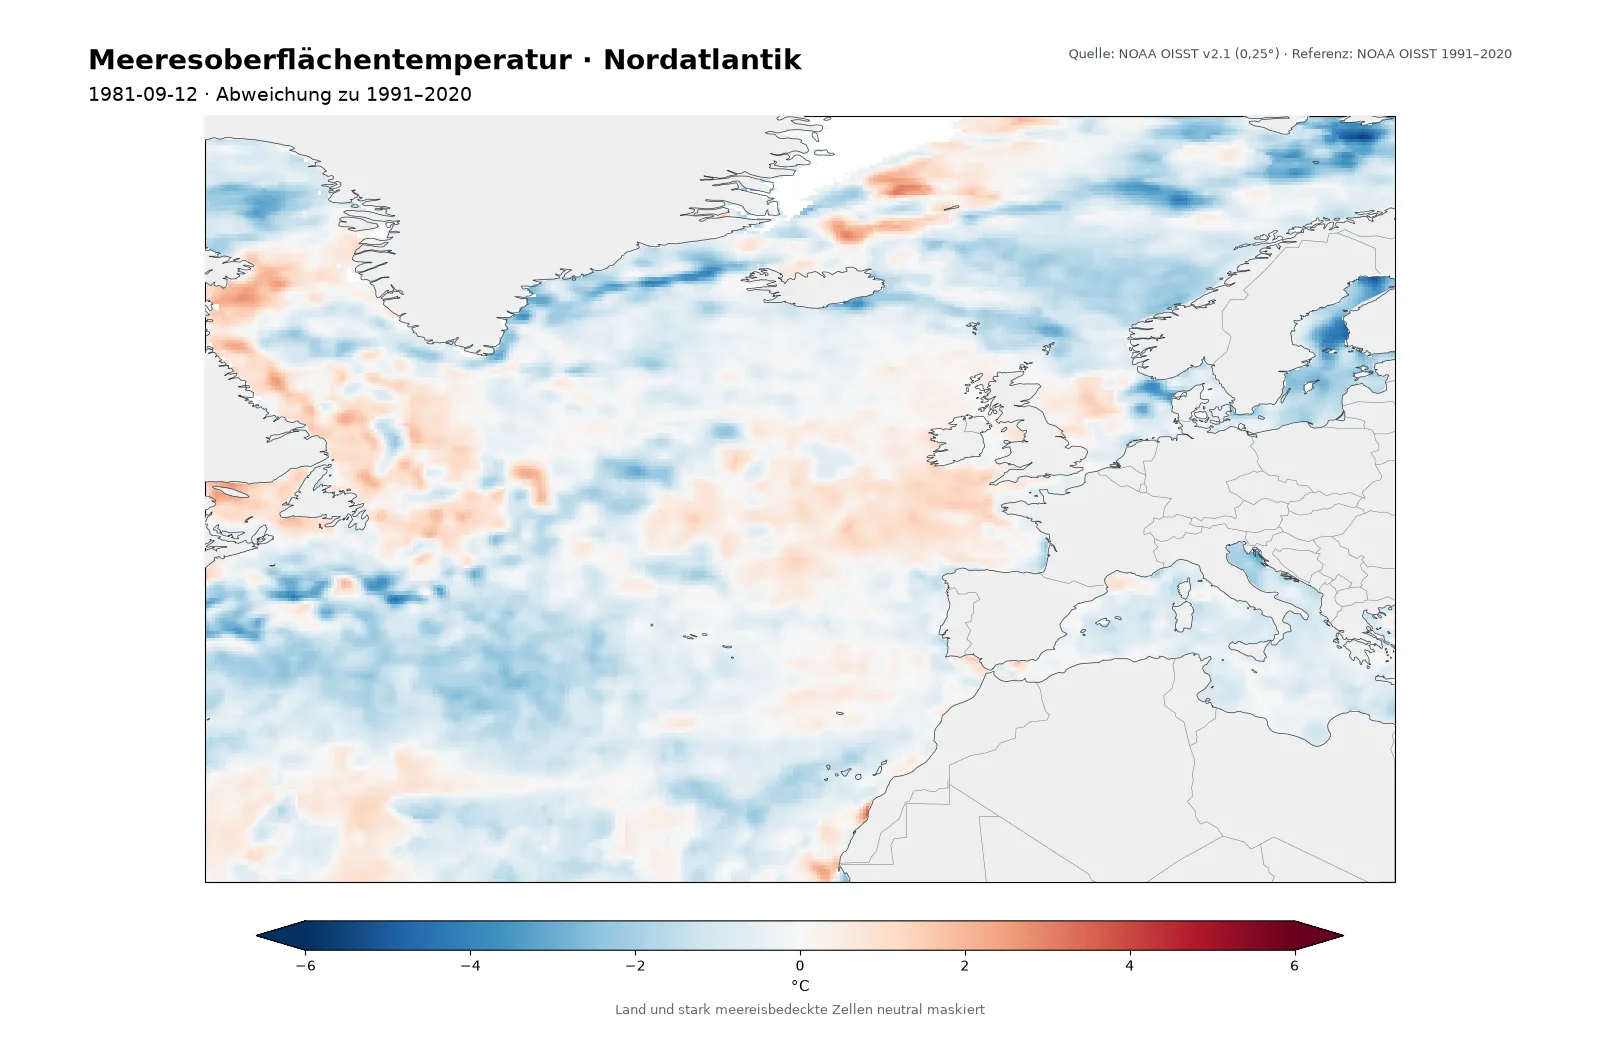 Meeresoberflächentemperatur · Nordatlantik
Quelle: NOAA OISST v2.1 (0,25°) · Referenz: NOAA OISST 1991–2020
1981-09-12 · Abweichung zu 1991–2020
−6 −4 −2 0 2 4 6
°C
Land und stark meereisbedeckte Zellen neutral maskiert